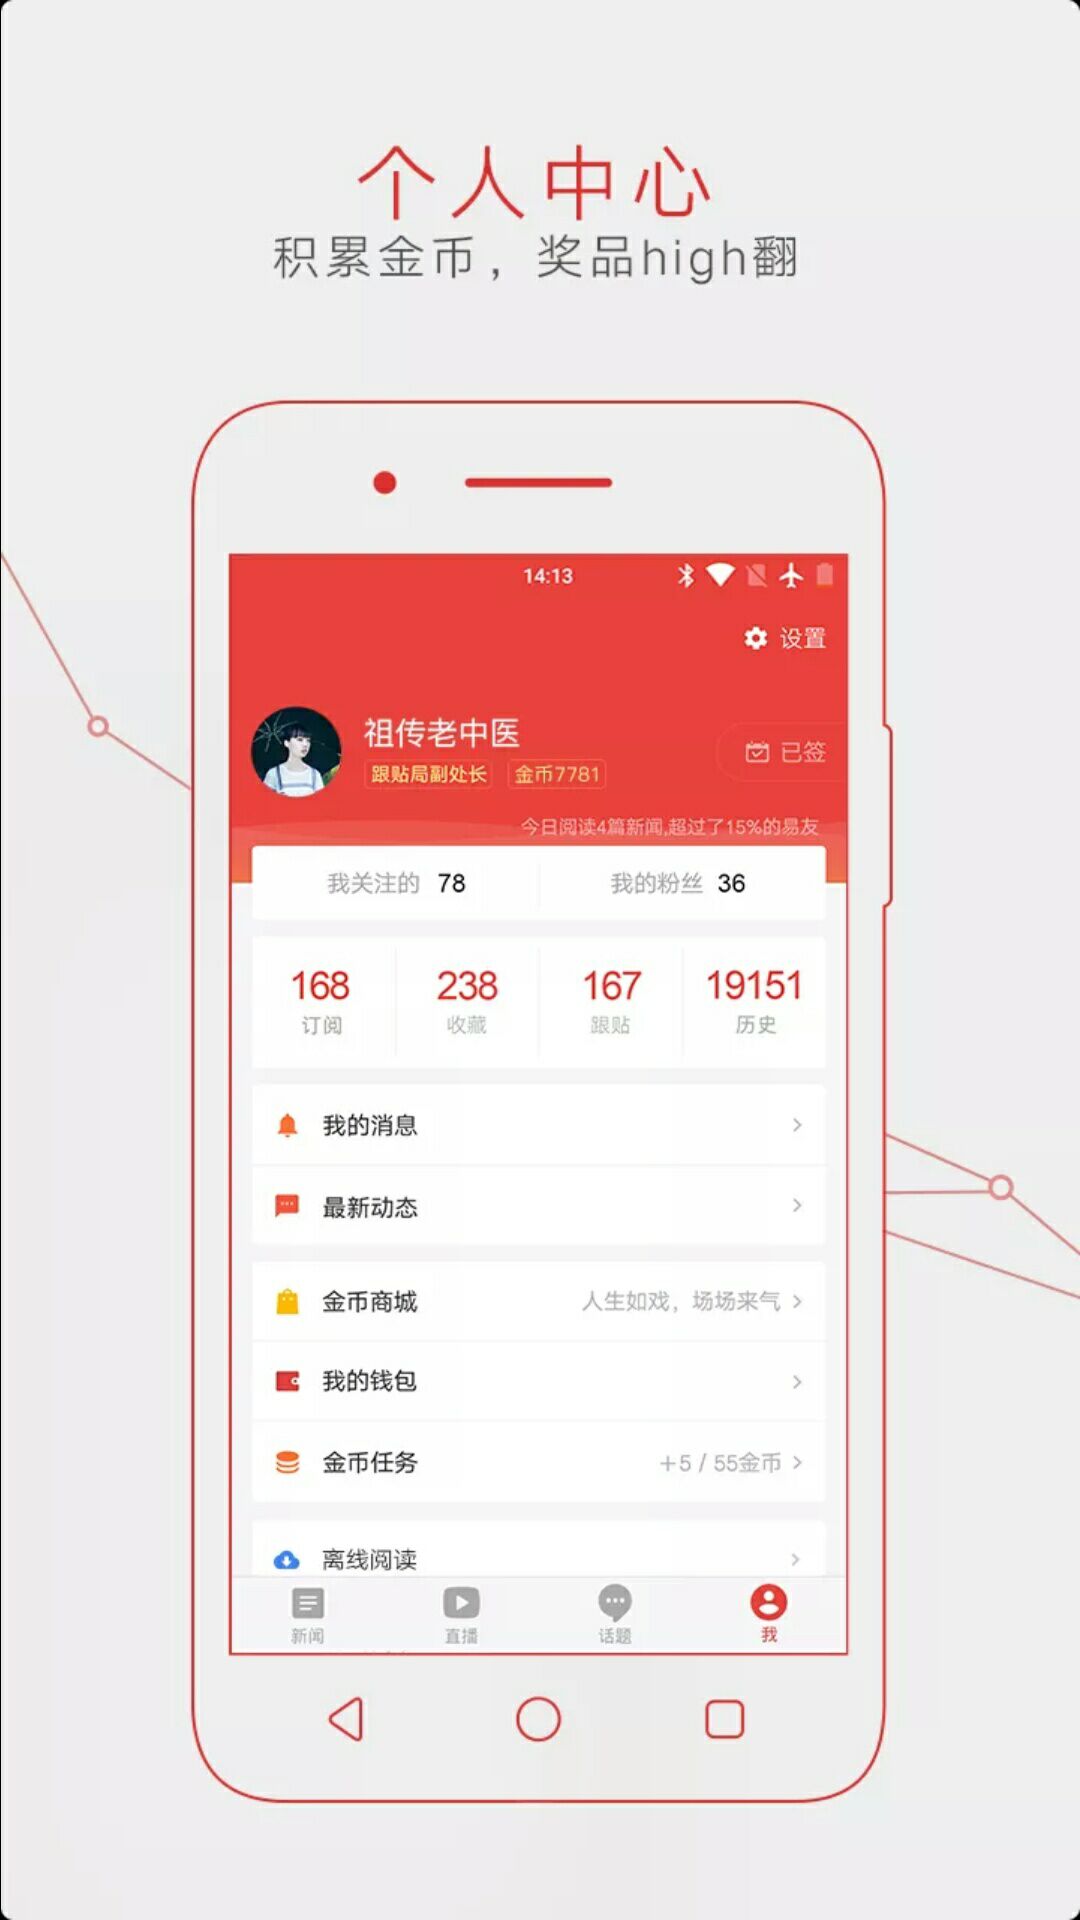 个人中心
积累金币，奖品high翻
14:13
设置
祖传老中医
跟贴局副处长 金币7781
已签
今日阅读4篇新闻,超过了15%的易友
我关注的 78 我的粉丝 36
168 238 167 19151
订阅 收藏 跟贴 历史
我的消息
最新动态
金币商城 人生如戏，场场来气
我的钱包
金币任务 +5 / 55金币
离线阅读
新闻 直播 话题 我